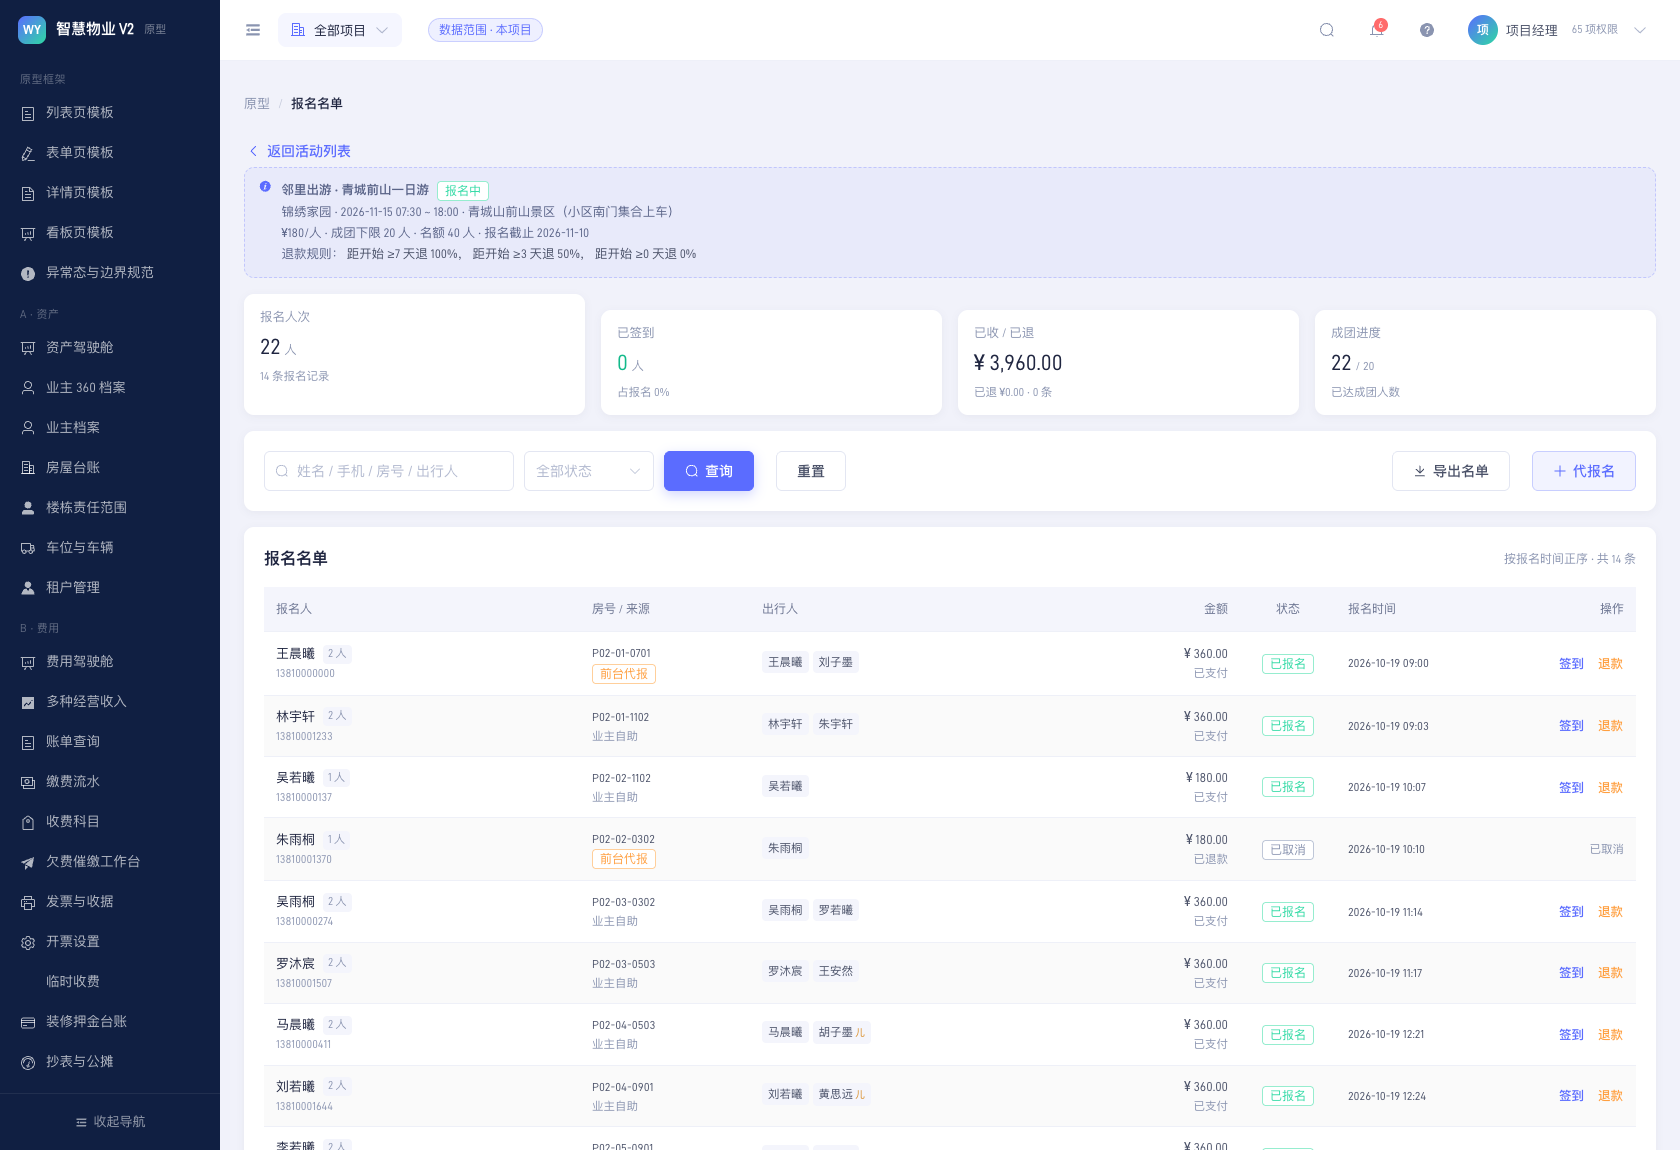 WY 智慧物业 V2 原型
原型框架
列表页模板
表单页模板
详情页模板
看板页模板
异常态与边界规范
A · 资产
资产驾驶舱
业主 360 档案
业主档案
房屋台账
楼栋责任范围
车位与车辆
租户管理
B · 费用
费用驾驶舱
多种经营收入
账单查询
缴费流水
收费科目
欠费催缴工作台
发票与收据
开票设置
临时收费
装修押金台账
抄表与公摊
收起导航
全部项目
数据范围 · 本项目
6
项 项目经理 65 项权限
原型 / 报名名单
返回活动列表
邻里出游 · 青城前山一日游 报名中
锦绣家园 · 2026-11-15 07:30 ~ 18:00 · 青城山前山景区（小区南门集合上车）
¥180/人 · 成团下限 20 人 · 名额 40 人 · 报名截止 2026-11-10
退款规则： 距开始 ≥7 天退 100%， 距开始 ≥3 天退 50%， 距开始 ≥0 天退 0%
报名人次
22 人
14 条报名记录
已签到
0 人
占报名 0%
已收 / 已退
¥ 3,960.00
已退 ¥0.00 · 0 条
成团进度
22 / 20
已达成团人数
姓名 / 手机 / 房号 / 出行人 全部状态 查询 重置 导出名单 代报名
报名名单 按报名时间正序 · 共 14 条
报名人 房号 / 来源 出行人 金额 状态 报名时间 操作
王晨曦 2 人 P02-01-0701 王晨曦 刘子墨 ¥ 360.00 已报名 2026-10-19 09:00 签到 退款
13810000000 前台代报 已支付
林宇轩 2 人 P02-01-1102 林宇轩 朱宇轩 ¥ 360.00 已报名 2026-10-19 09:03 签到 退款
13810001233 业主自助 已支付
吴若曦 1 人 P02-02-1102 吴若曦 ¥ 180.00 已报名 2026-10-19 10:07 签到 退款
13810000137 业主自助 已支付
朱雨桐 1 人 P02-02-0302 朱雨桐 ¥ 180.00 已取消 2026-10-19 10:10 已取消
13810001370 前台代报 已退款
吴雨桐 2 人 P02-03-0302 吴雨桐 罗若曦 ¥ 360.00 已报名 2026-10-19 11:14 签到 退款
13810000274 业主自助 已支付
罗沐宸 2 人 P02-03-0503 罗沐宸 王安然 ¥ 360.00 已报名 2026-10-19 11:17 签到 退款
13810001507 业主自助 已支付
马晨曦 2 人 P02-04-0503 马晨曦 胡子墨 儿 ¥ 360.00 已报名 2026-10-19 12:21 签到 退款
13810000411 业主自助 已支付
刘若曦 2 人 P02-04-0901 刘若曦 黄思远 儿 ¥ 360.00 已报名 2026-10-19 12:24 签到 退款
13810001644 业主自助 已支付
李若曦 2 人 P02-05-0901 ¥ 360.00